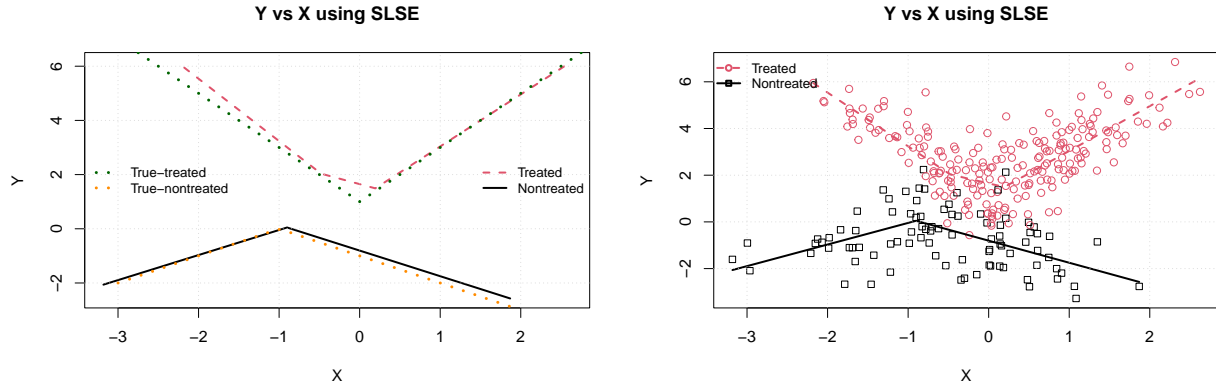 Y vs X using SLSE
Y
6
4
2
0
−2
True−treated
True−nontreated
Treated
Nontreated
−3
−2
−1
0
1
2
X
Y vs X using SLSE
Y
6
4
2
0
−2
Treated
Nontreated
−3
−2
−1
0
1
2
X